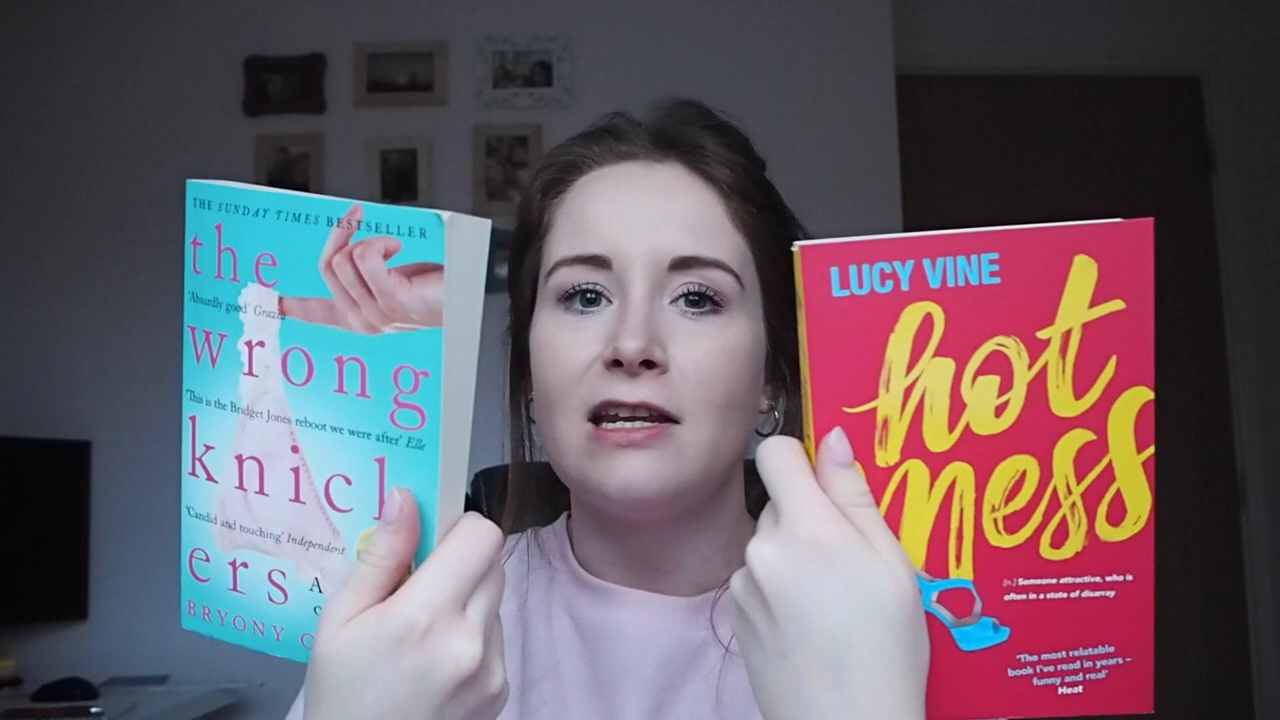 THE SUNDAY TIMES BESTSELLER
the
'Absurdly good' Grazia
wrong
'This is the Bridget Jones reboot we were after' Elle
knick
'Candid and touching' Independent
ers
A
BRYONY
LUCY VINE
hot
mess
[n.] Someone attractive, who is
often in a state of disarray
'The most relatable
book I've read in years –
funny and real'
Heat